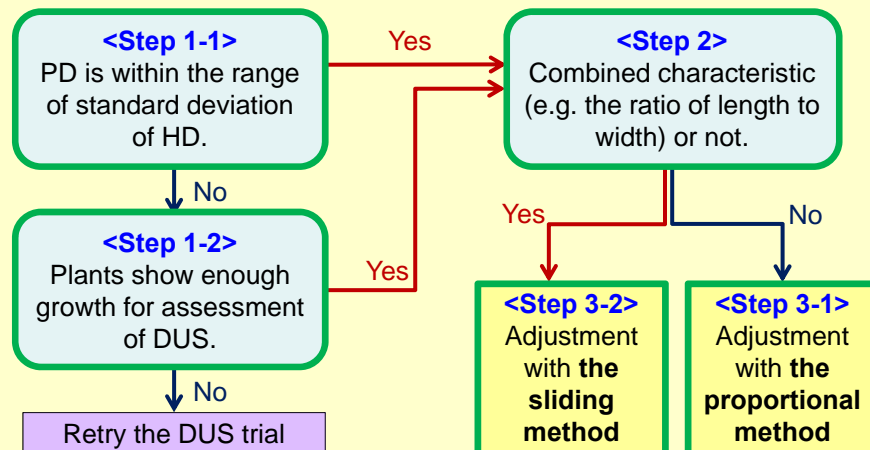 <Step 1-1>
PD is within the range
of standard deviation
of HD.
Yes
No
<Step 1-2>
Plants show enough
growth for assessment
of DUS.
Yes
No
Retry the DUS trial
<Step 2>
Combined characteristic
(e.g. the ratio of length to
width) or not.
Yes
No
<Step 3-2>
Adjustment
with the
sliding
method
<Step 3-1>
Adjustment
with the
proportional
method